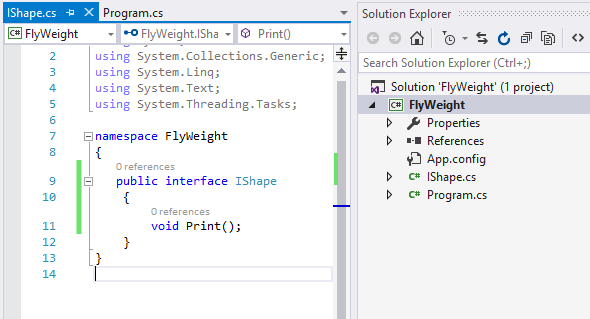 IShape.cs
Program.cs
FlyWeight
FlyWeight.ISha
Print()
2 using System.Collections.Generic;
3 using System.Linq;
4 using System.Text;
5 using System.Threading.Tasks;
6
7 namespace FlyWeight
8 {
0 references
9 public interface IShape
10 {
0 references
11 void Print();
12 }
13 }
14
Solution Explorer
Search Solution Explorer (Ctrl+;)
Solution 'FlyWeight' (1 project)
C# FlyWeight
Properties
References
App.config
C# IShape.cs
C# Program.cs